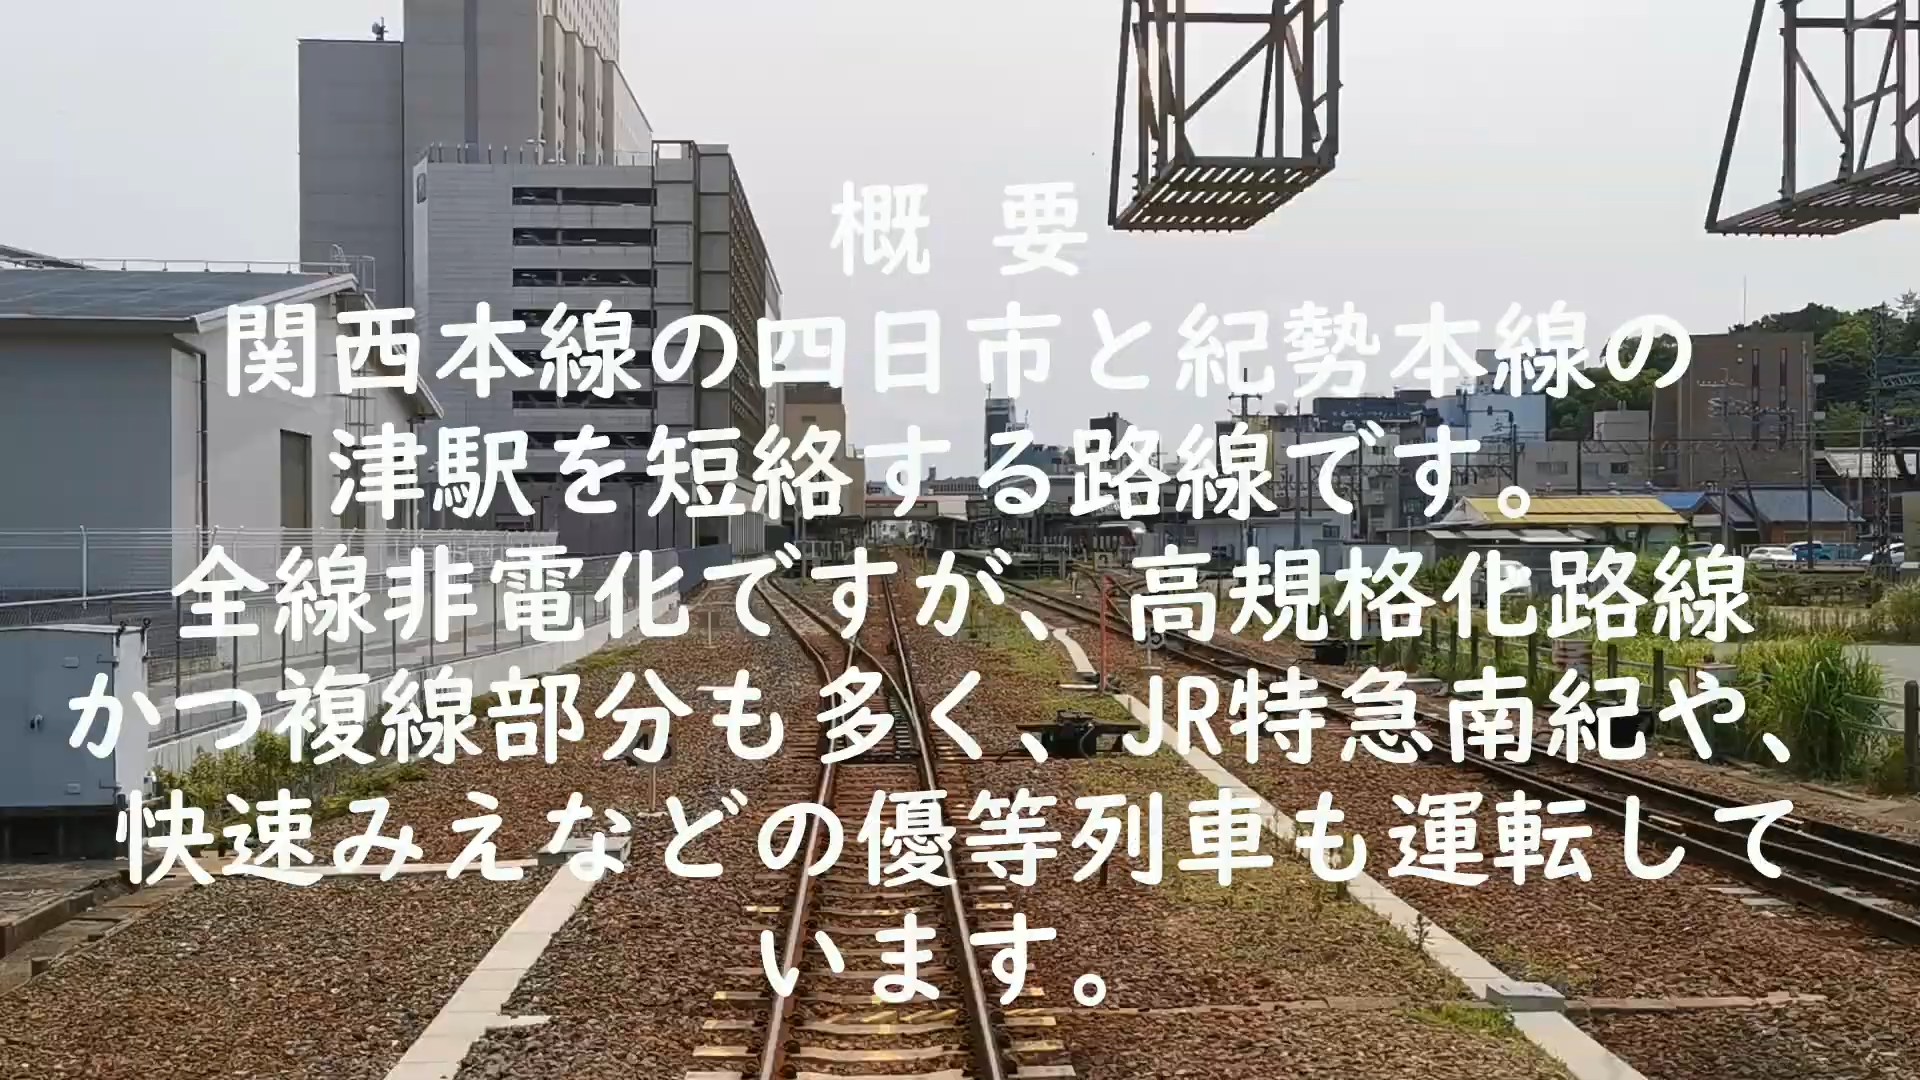 概 要
関西本線の四日市と紀勢本線の
津駅を短絡する路線です。
全線非電化ですが、高規格化路線
かつ複線部分も多く、JR特急南紀や、
快速みえなどの優等列車も運転して
います。